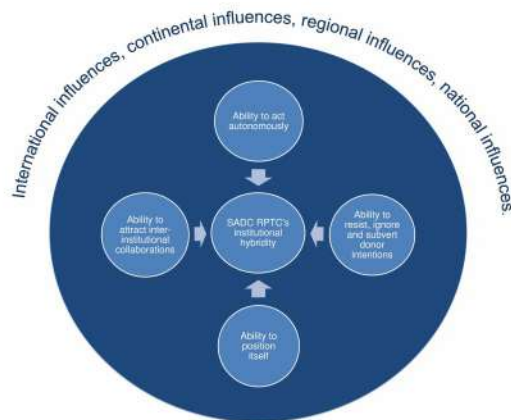 International influences, continental influences, regional influences, national influences.
Ability to act
autonomously
Ability to
attract inter-
institutional
collaborations
SADC RPTC's
institutional
hybridity
Ability to
resist, ignore
and subvert
donor
intentions
Ability to
position
itself